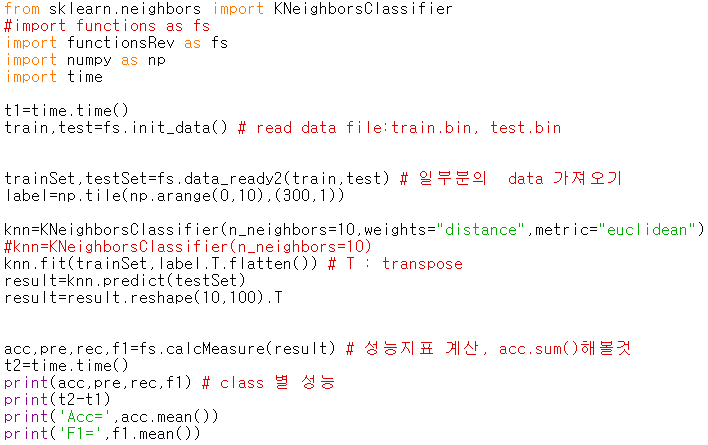 from sklearn.neighbors import KNeighborsClassifier
#import functions as fs
import functionsRev as fs
import numpy as np
import time
t1=time.time()
train,test=fs.init_data() # read data file:train.bin, test.bin
trainSet,testSet=fs.data_ready2(train,test) # 일부분의  data 가져오기
label=np.tile(np.arange(0,10),(300,1))
knn=KNeighborsClassifier(n_neighbors=10,weights="distance",metric="euclidean")
#knn=KNeighborsClassifier(n_neighbors=10)
knn.fit(trainSet,label.T.flatten()) # T : transpose
result=knn.predict(testSet)
result=result.reshape(10,100).T
acc,pre,rec,f1=fs.calcMeasure(result) # 성능지표 계산, acc.sum()해볼것
t2=time.time()
print(acc,pre,rec,f1) # class 별 성능
print(t2-t1)
print('Acc=',acc.mean())
print('F1=',f1.mean())